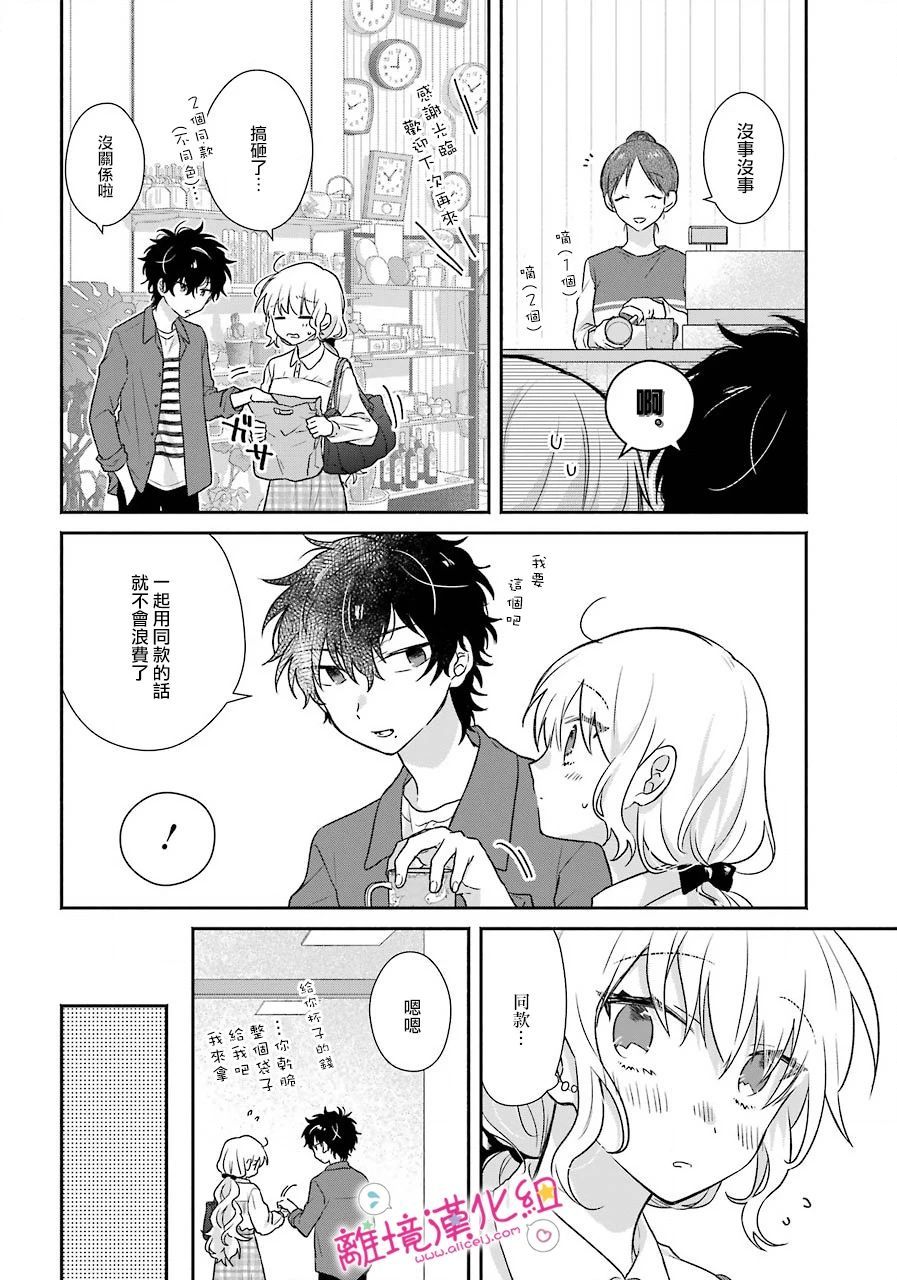 沒事沒事
嘀(1個)
嘀(2個)
啊。
感謝光臨
歡迎下次再來
搞砸了…
2個同款
(不同色)…
沒關係啦
ガサ
我要
這個吧
一起用同款的話
就不會浪費了
！
同款…
嗯嗯
給你杯子的錢
…你乾脆
整個袋子
給我吧
我來拿
離境漢化組
www.aliceij.com